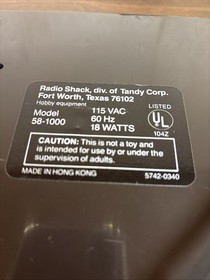 Radio Shack, div. of Tandy Corp.
Fort Worth, Texas 76102
Hobby equipment
Model 115 VAC
58-1000 60 Hz
18 WATTS
LISTED
UL
104Z
CAUTION: This is not a toy and
is intended for use by or under the
supervision of adults.
MADE IN HONG KONG 5742-0340